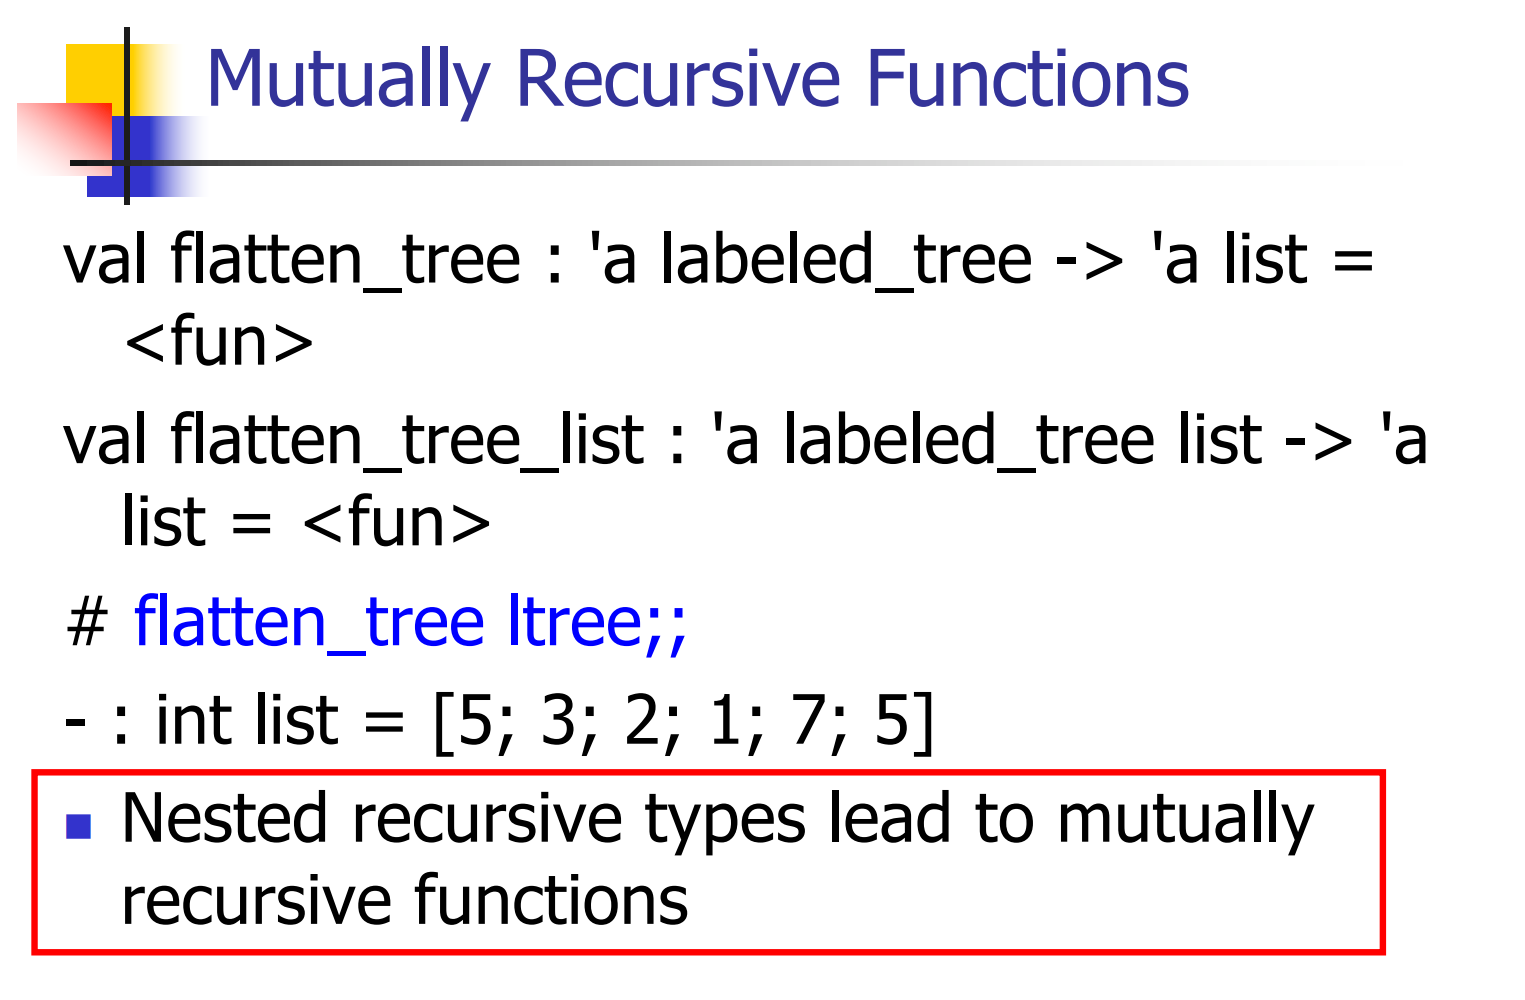 Mutually Recursive Functions
val flatten_tree : 'a labeled_tree -> 'a list =
<fun>
val flatten_tree_list : 'a labeled_tree list -> 'a
list = <fun>
# flatten_tree ltree;;
- : int list = [5; 3; 2; 1; 7; 5]
■ Nested recursive types lead to mutually
recursive functions